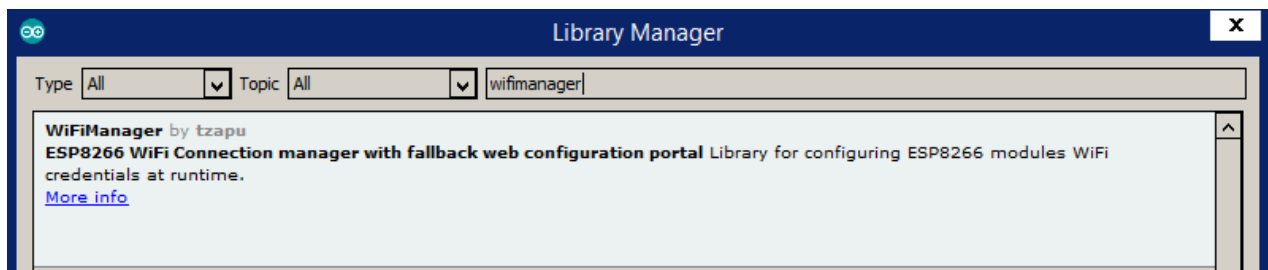 Library Manager
X
Type All Topic All wifimanager
WiFiManager by tzapu
ESP8266 WiFi Connection manager with fallback web configuration portal Library for configuring ESP8266 modules WiFi
credentials at runtime.
More info